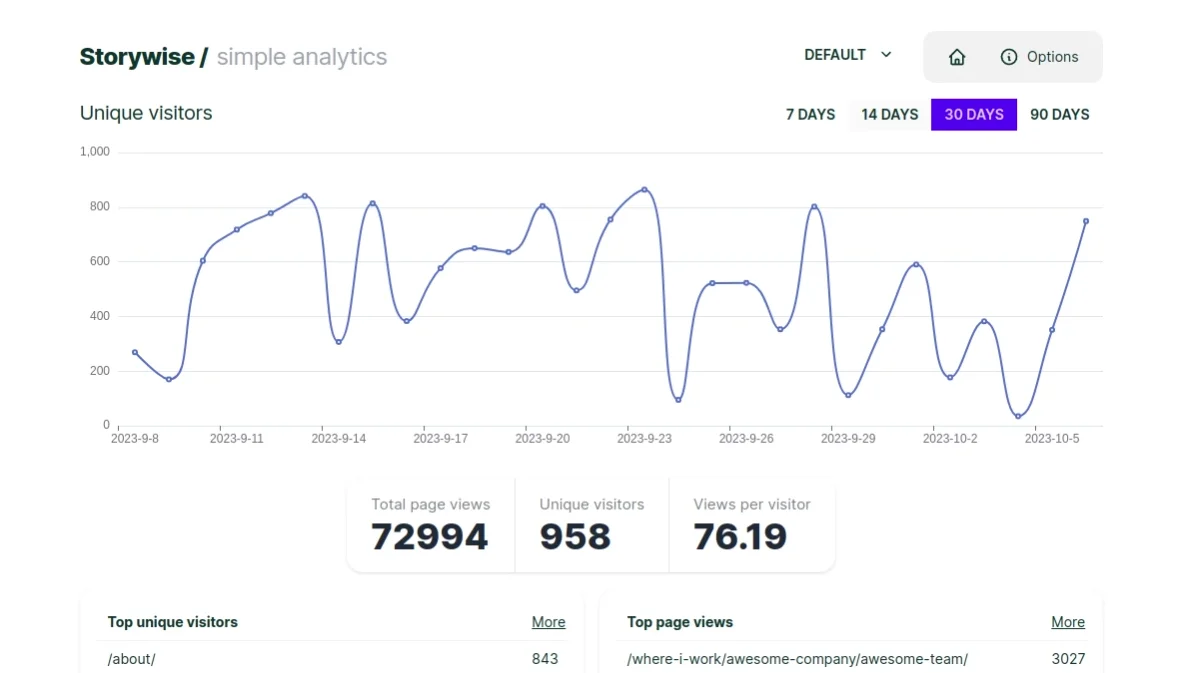 Storywise / simple analytics
DEFAULT
Options
Unique visitors
7 DAYS 14 DAYS 30 DAYS 90 DAYS
1,000
800
600
400
200
0
2023-9-8 2023-9-11 2023-9-14 2023-9-17 2023-9-20 2023-9-23 2023-9-26 2023-9-29 2023-10-2 2023-10-5
Total page views Unique visitors Views per visitor
72994 958 76.19
Top unique visitors More
/about/ 843
Top page views More
/where-i-work/awesome-company/awesome-team/ 3027